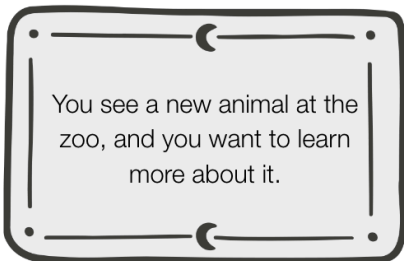 You see a new animal at the
zoo, and you want to learn
more about it.